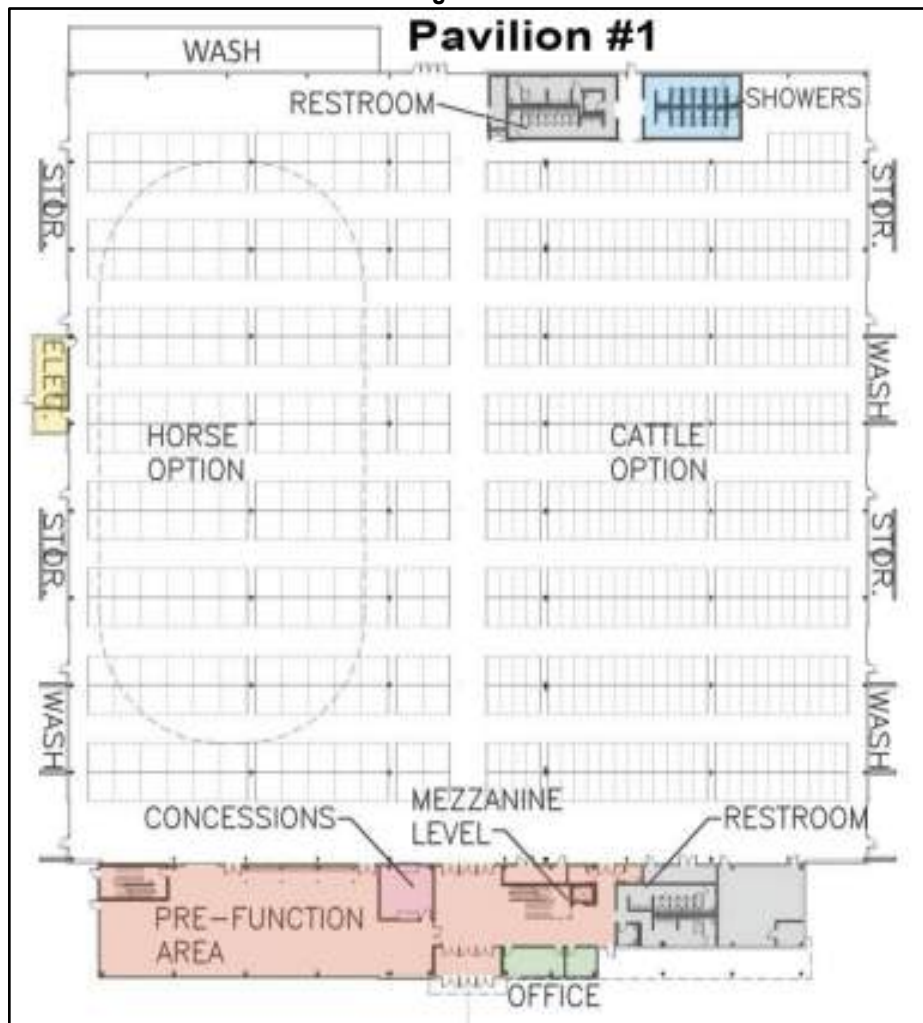 Pavilion #1
WASH
RESTROOM
SHOWERS
STOR.
STOR.
ELEC.
WASH
HORSE
OPTION
CATTLE
OPTION
STOR.
STOR.
WASH
WASH
CONCESSIONS
MEZZANINE
LEVEL
RESTROOM
PRE-FUNCTION
AREA
OFFICE